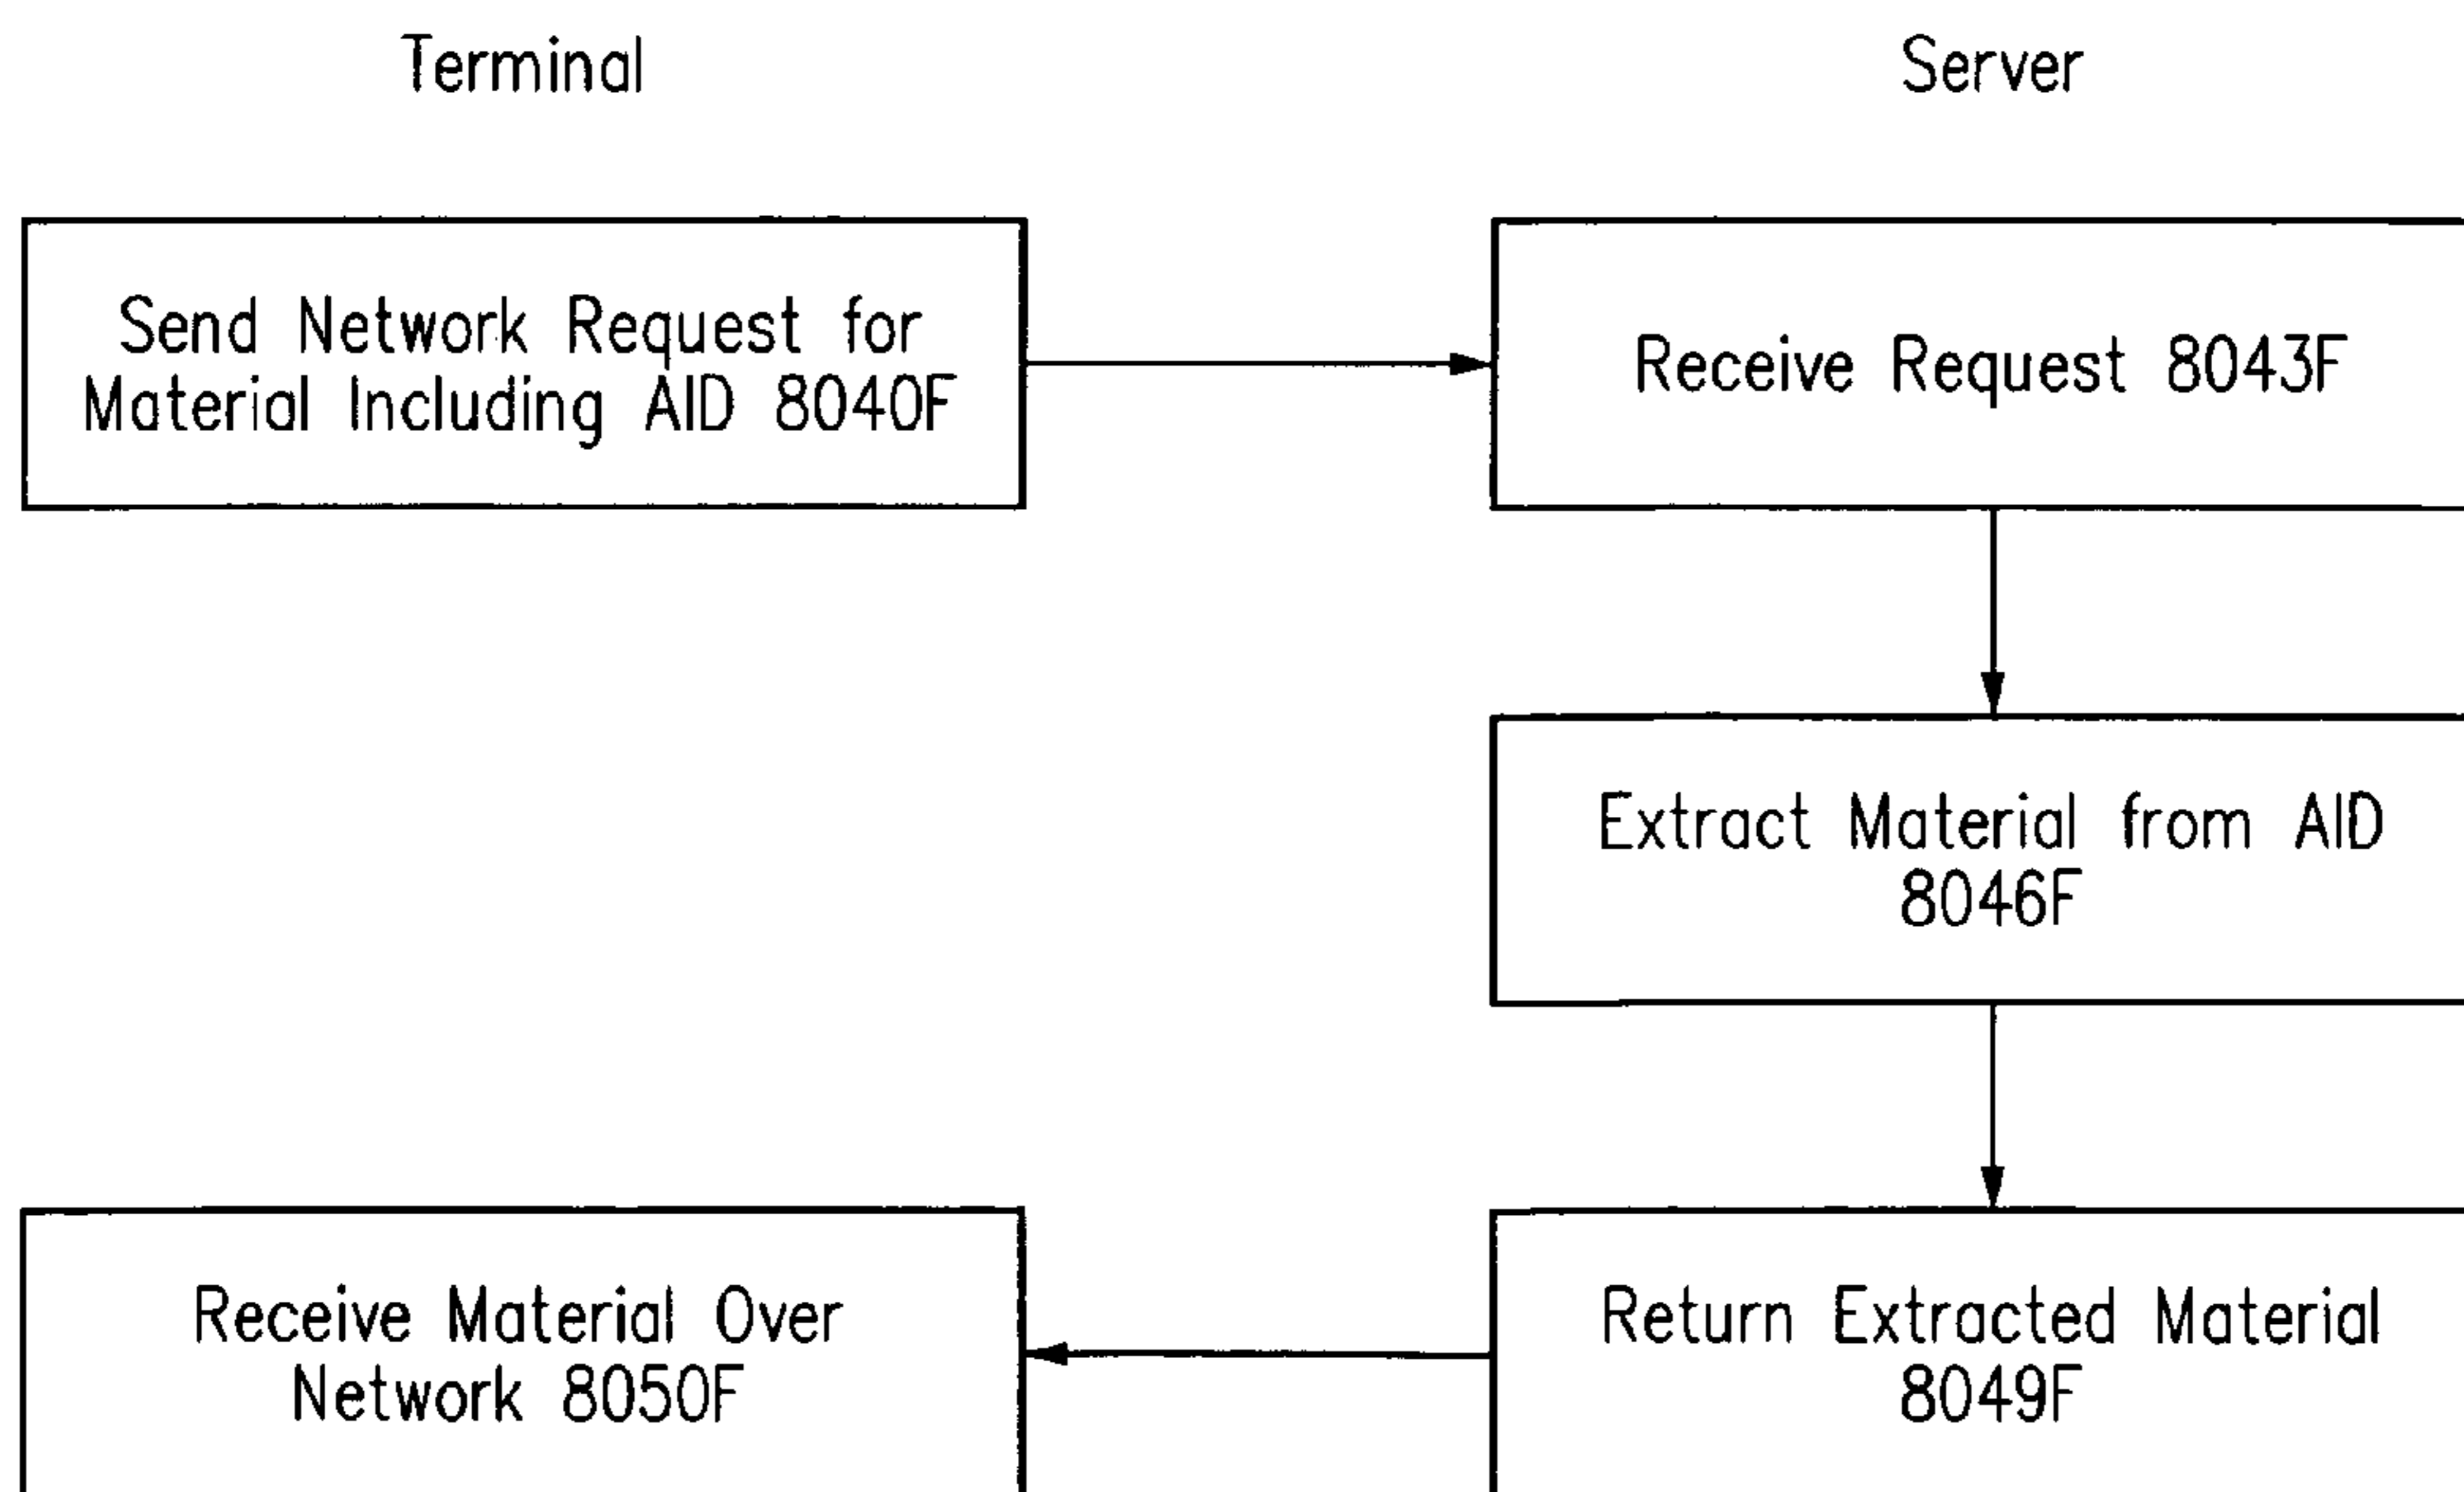 Terminal
Server
Send Network Request for
Material Including AID 8040F
Receive Request 8043F
Extract Material from AID
8046F
Return Extracted Material
8049F
Receive Material Over
Network 8050F